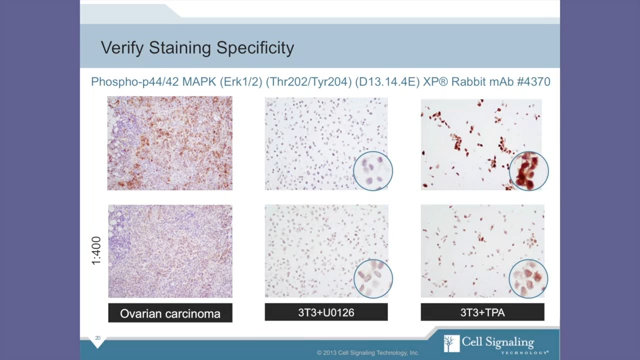 Verify Staining Specificity
Phospho-p44/42 MAPK (Erk1/2) (Thr202/Tyr204) (D13.14.4E) XP® Rabbit mAb #4370
1:400
Ovarian carcinoma
3T3+U0126
3T3+TPA
© 2013 Cell Signaling Technology, Inc.
Cell Signaling
TECHNOLOGY®